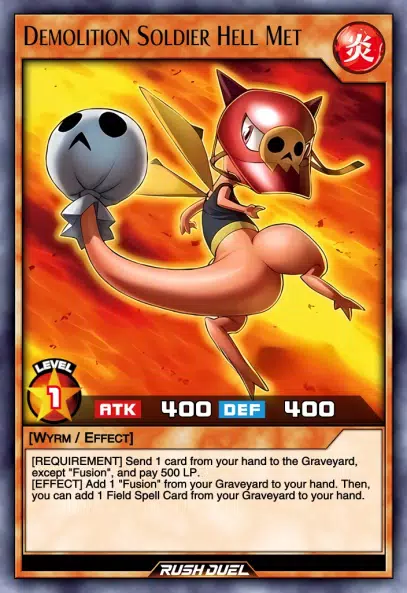 Demolition Soldier Hell Met
炎
LEVEL
1
ATK 400 DEF 400
[Wyrm / Effect]
[REQUIREMENT] Send 1 card from your hand to the Graveyard,
except "Fusion", and pay 500 LP.
[EFFECT] Add 1 "Fusion" from your Graveyard to your hand. Then,
you can add 1 Field Spell Card from your Graveyard to your hand.
RUSH DUEL